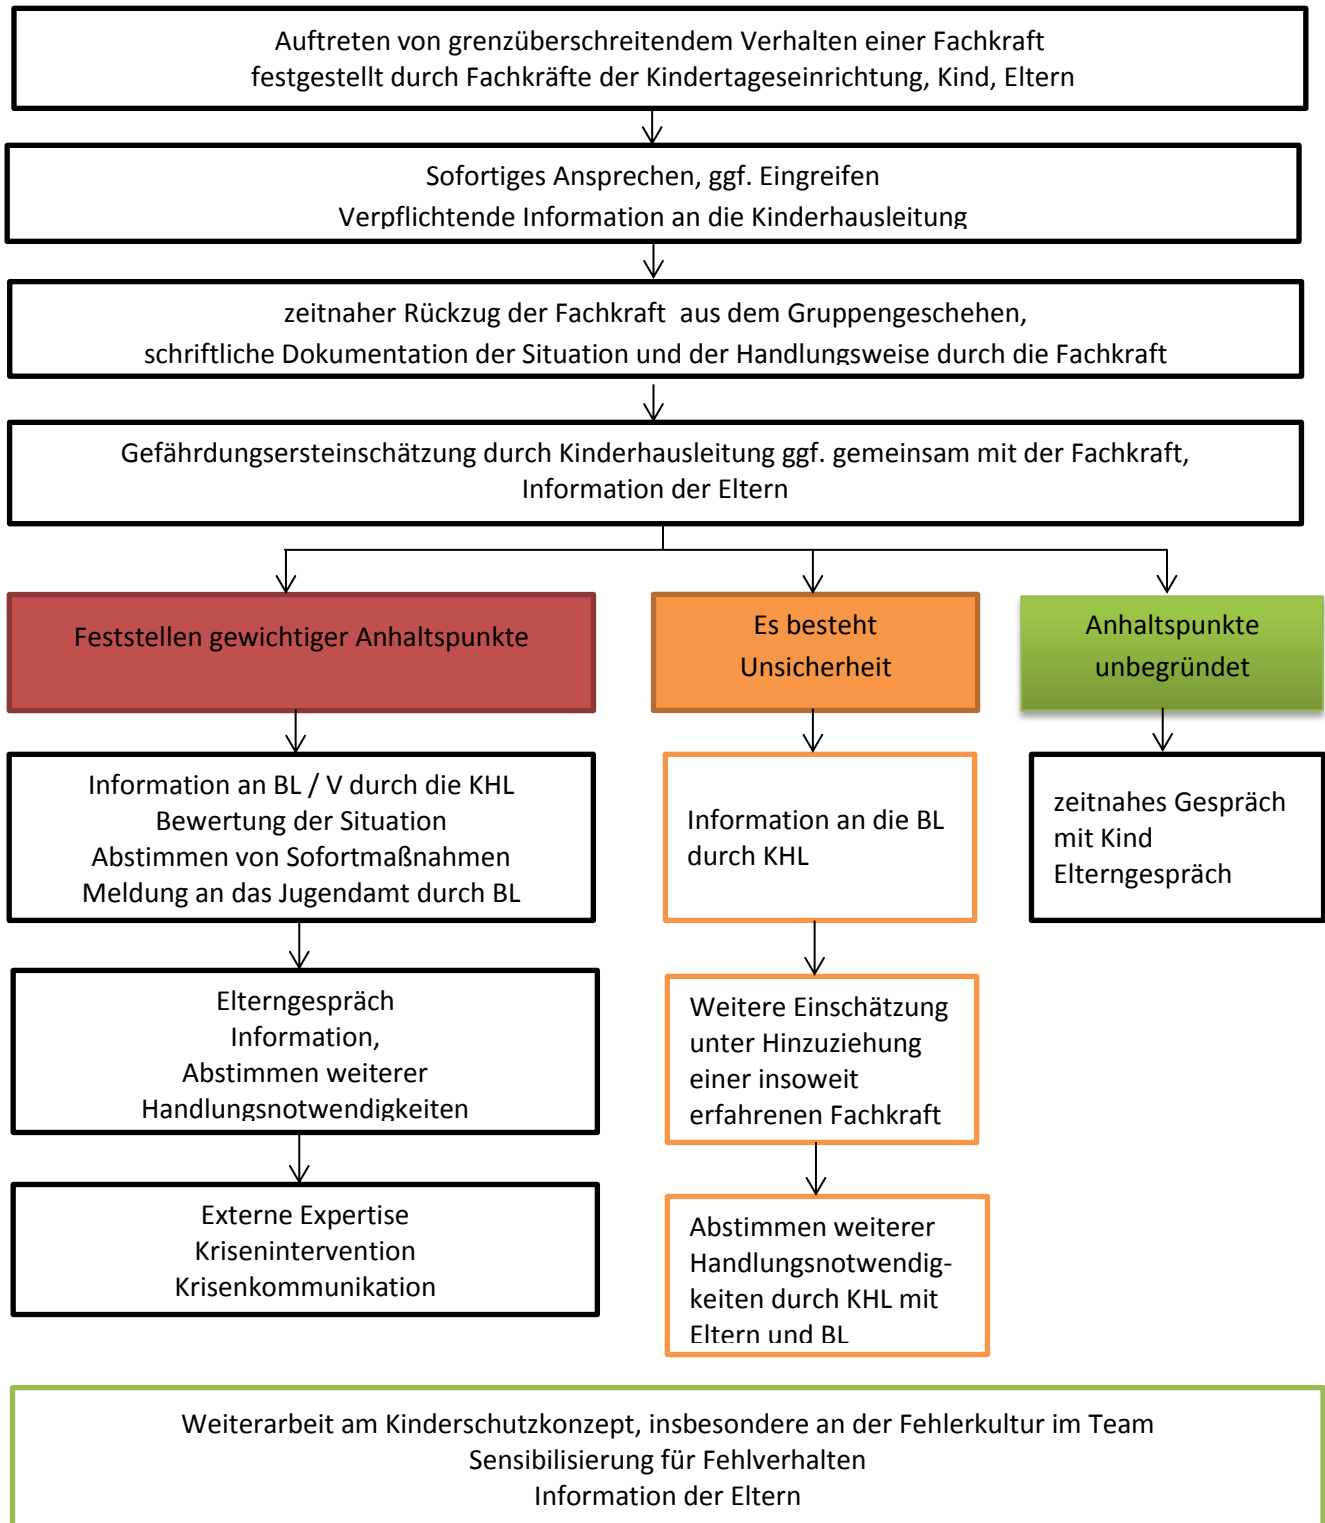 Auftreten von grenzüberschreitendem Verhalten einer Fachkraft
festgestellt durch Fachkräfte der Kindertageseinrichtung, Kind, Eltern
Sofortiges Ansprechen, ggf. Eingreifen
Verpflichtende Information an die Kinderhausleitung
zeitnaher Rückzug der Fachkraft aus dem Gruppengeschehen,
schriftliche Dokumentation der Situation und der Handlungsweise durch die Fachkraft
Gefährdungsersteinschätzung durch Kinderhausleitung ggf. gemeinsam mit der Fachkraft,
Information der Eltern
Feststellen gewichtiger Anhaltspunkte
Information an BL / V durch die KHL
Bewertung der Situation
Abstimmen von Sofortmaßnahmen
Meldung an das Jugendamt durch BL
Elterngespräch
Information,
Abstimmen weiterer
Handlungsnotwendigkeiten
Externe Expertise
Krisenintervention
Krisenkommunikation
Es besteht
Unsicherheit
Information an die BL
durch KHL
Weitere Einschätzung
unter Hinzuziehung
einer insoweit
erfahrenen Fachkraft
Abstimmen weiterer
Handlungsnotwendig-
keiten durch KHL mit
Eltern und BL
Anhaltspunkte
unbegründet
zeitnahes Gespräch
mit Kind
Elterngespräch
Weiterarbeit am Kinderschutzkonzept, insbesondere an der Fehlerkultur im Team
Sensibilisierung für Fehlverhalten
Information der Eltern